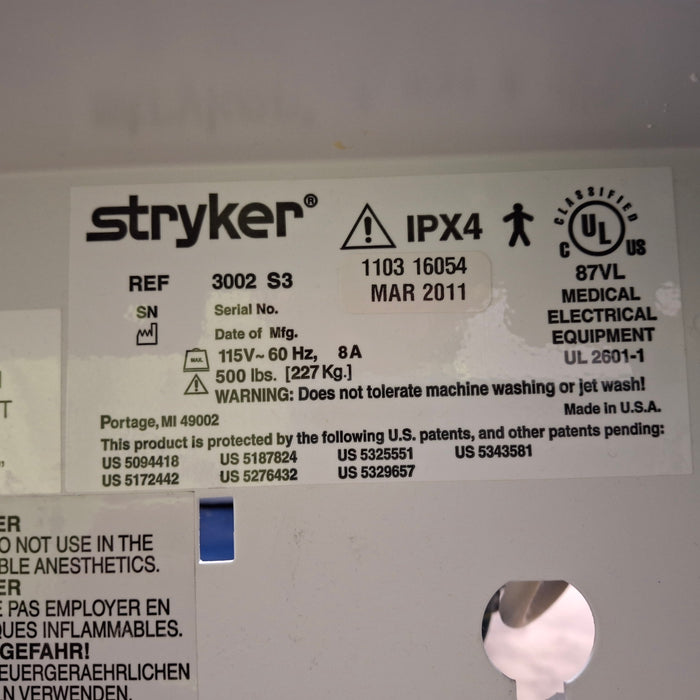 stryker®
IPX4
CLASSIFIED
UL
C US
REF 3002 S3
1103 16054
MAR 2011
87VL
MEDICAL
ELECTRICAL
EQUIPMENT
UL 2601-1
SN Serial No.
Date of Mfg.
MAX. 115V~ 60 Hz, 8A
500 lbs. [227 Kg.]
WARNING: Does not tolerate machine washing or jet wash!
Portage, MI 49002
Made in U.S.A.
This product is protected by the following U.S. patents, and other patents pending:
US 5094418 US 5187824 US 5325551 US 5343581
US 5172442 US 5276432 US 5329657
T
ER
O NOT USE IN THE
BLE ANESTHETICS.
ER
E PAS EMPLOYER EN
QUES INFLAMMABLES.
GEFAHR!
EUERGERAEHRLICHEN
N VERWENDEN.